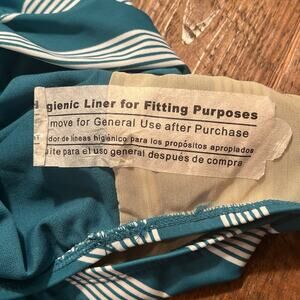 gienic Liner for Fitting Purposes
move for General Use after Purchase
dor de lineas higiénico para los propósitos apropiados
ite para el uso general después de compra